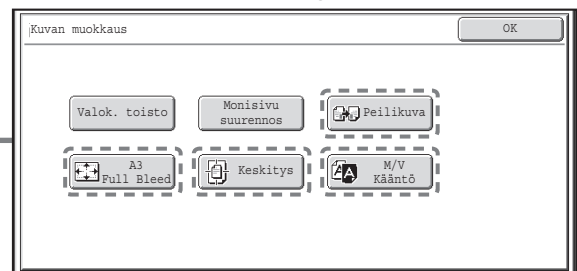 Kuvan muokkaus
OK
Valok. toisto
Monisivu
suurennos
Peilikuva
A3
Full Bleed
Keskitys
M/V
Kääntö